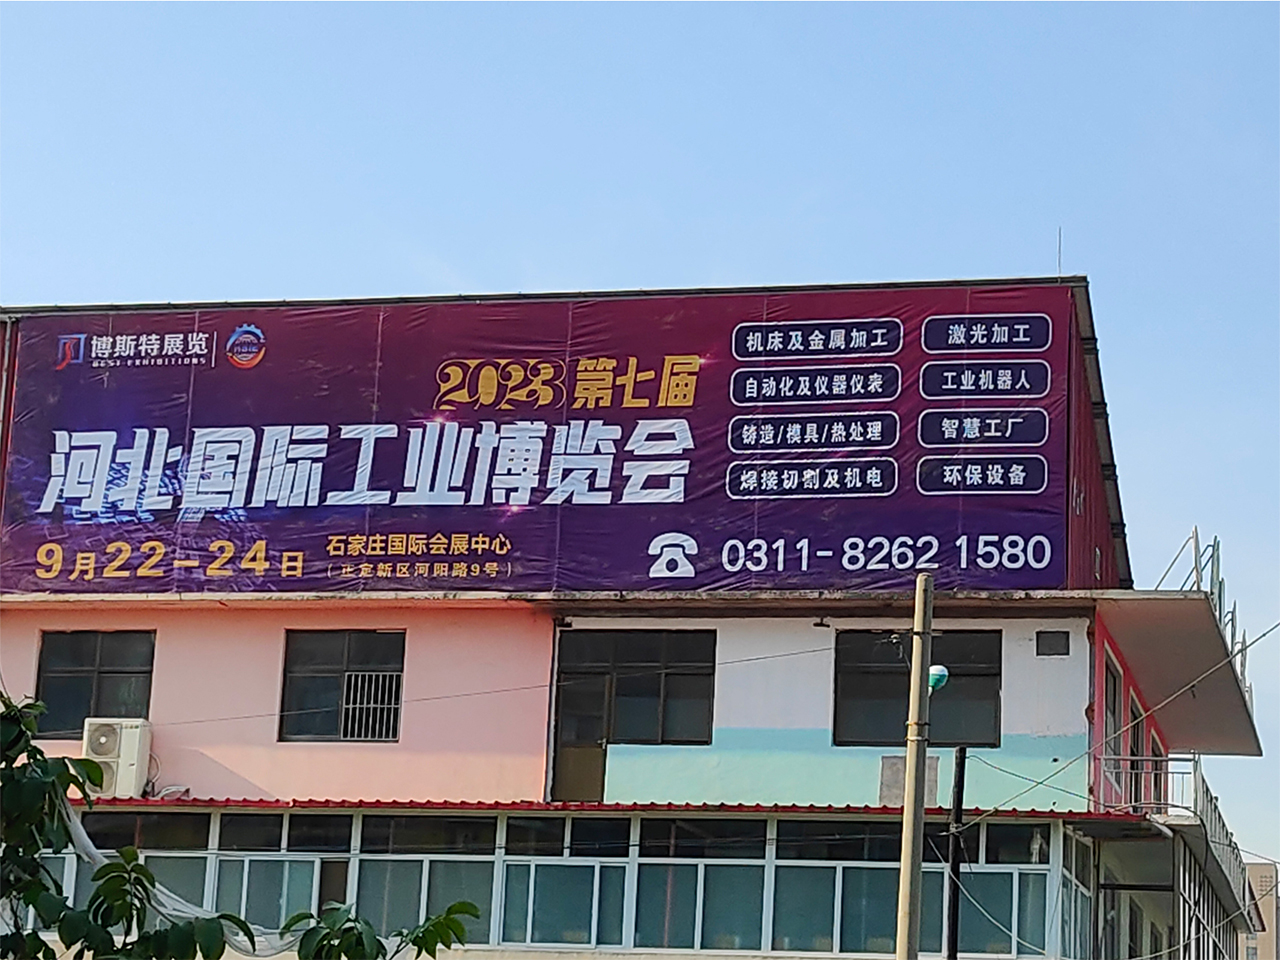 博斯特展览
BEST EXHIBITIONS
HBIE
2023第七届
河北国际工业博览会
9月22-24日
石家庄国际会展中心
(正定新区河阳路9号)
机床及金属加工
激光加工
自动化及仪器仪表
工业机器人
铸造/模具/热处理
智慧工厂
焊接切割及机电
环保设备
0311-8262 1580